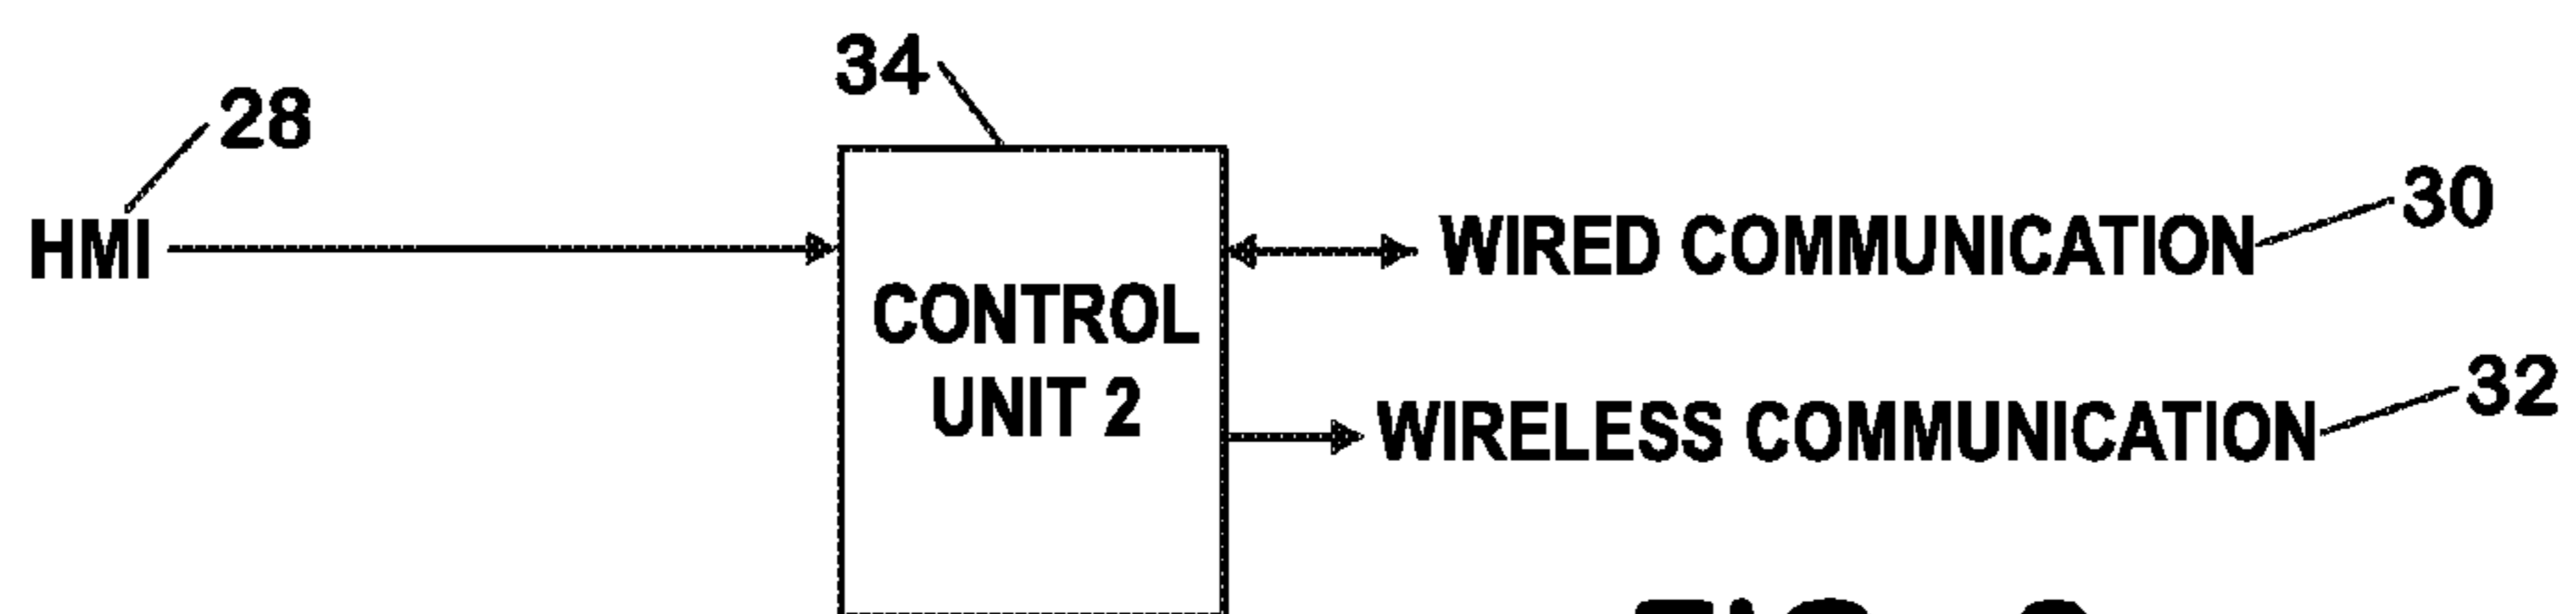 34
28
30
HMI
WIRED COMMUNICATION
CONTROL
UNIT 2
32
WIRELESS COMMUNICATION